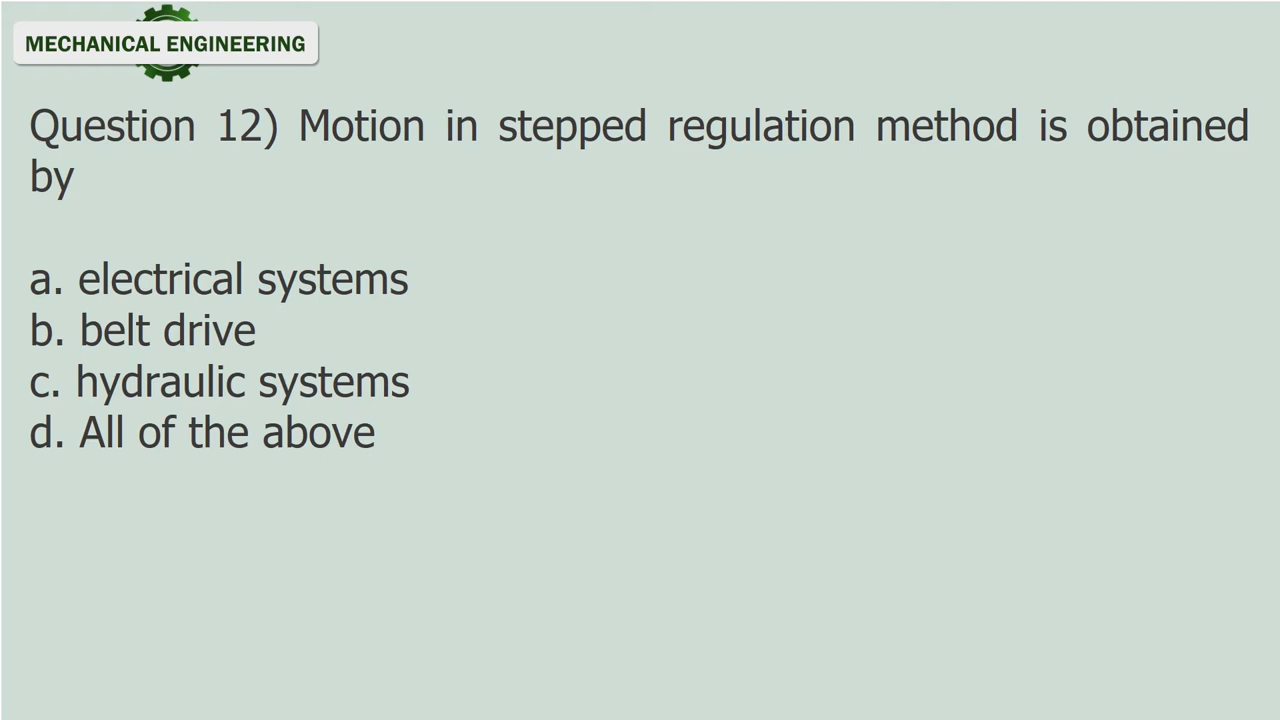 MECHANICAL ENGINEERING
Question 12) Motion in stepped regulation method is obtained
by
a. electrical systems
b. belt drive
c. hydraulic systems
d. All of the above